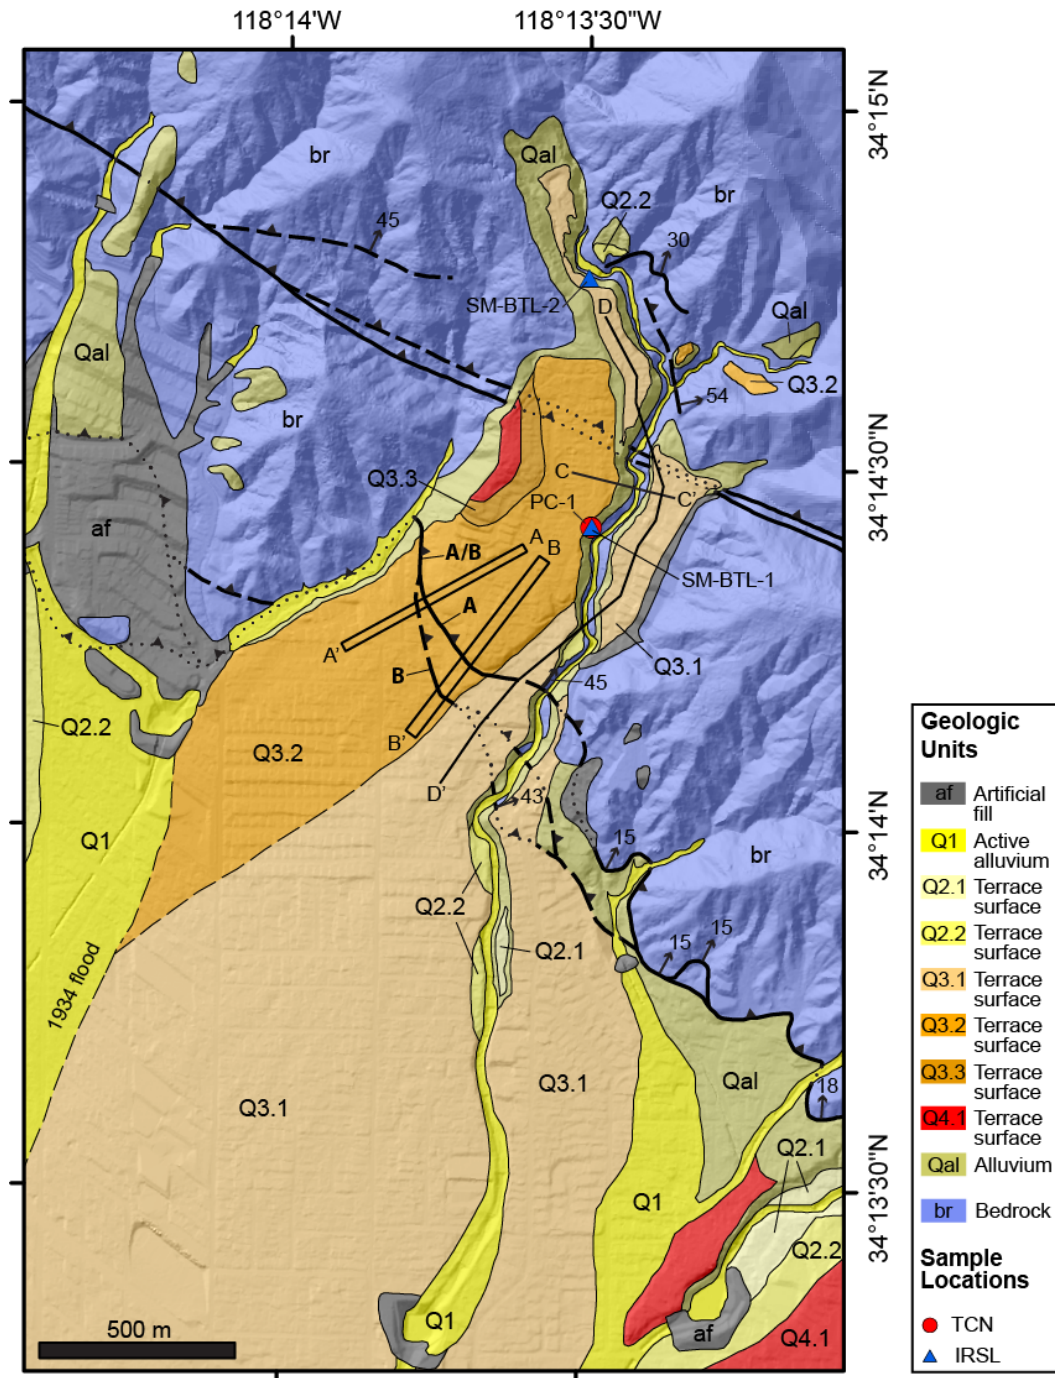 118°14'W
118°13'30"W
34°15'N
br
Qal
Q2.2
br
45
30
SM-BTL-2
D
Qal
Qal
Q3.2
54
br
34°14'30"N
Q3.3
C
C'
PC-1
af
A
B
A/B
SM-BTL-1
A
A'
Q3.1
B
45
Q2.2
Q3.2
B'
D'
43
34°14'N
Q1
15
br
Q2.2
15
15
Q2.1
1934 flood
Qal
Q3.1
Q3.1
18
Q2.1
34°13'30"N
Q1
Q2.2
500 m
Q1
af
Q4.1
Geologic
Units
af Artificial
fill
Q1 Active
alluvium
Q2.1 Terrace
surface
Q2.2 Terrace
surface
Q3.1 Terrace
surface
Q3.2 Terrace
surface
Q3.3 Terrace
surface
Q4.1 Terrace
surface
Qal Alluvium
br Bedrock
Sample
Locations
TCN
IRSL